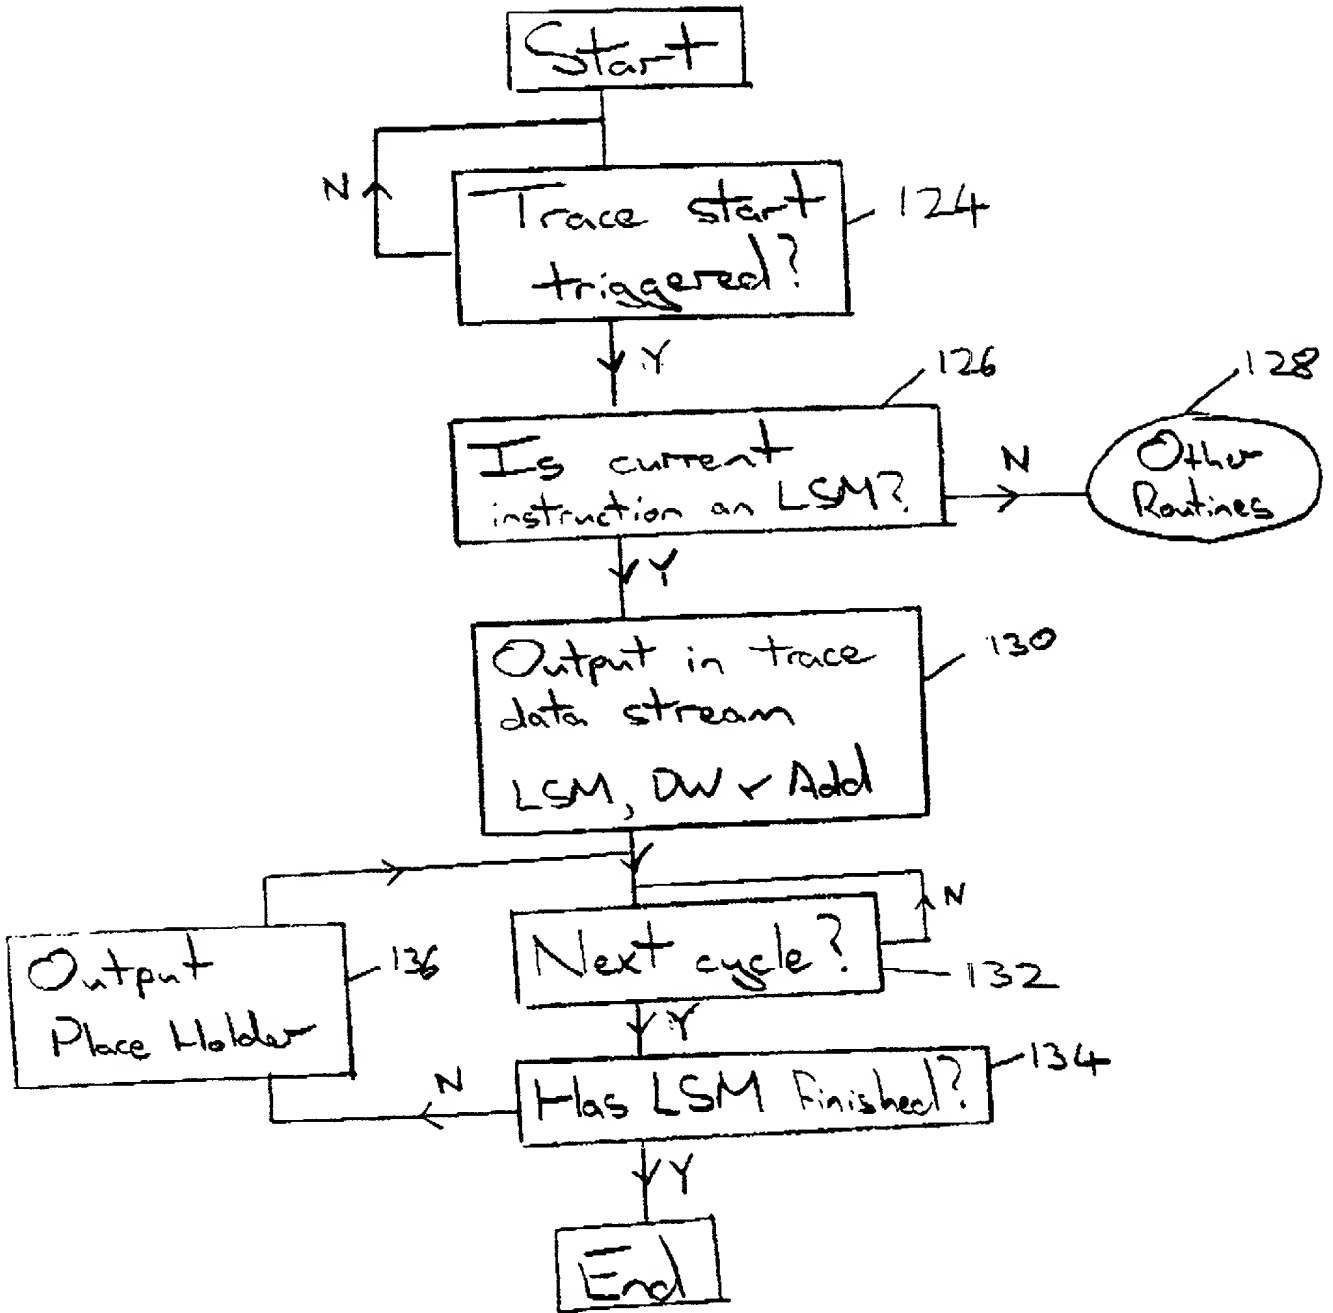 Start
N
Trace start
triggered?
124
Y
126
Is current
instruction an LSM?
N
128
Other
Routines
Y
Output in trace
data stream
LSM, DW & Add
130
N
Next cycle?
132
Output
Place Holder
136
Y
Has LSM Finished?
134
N
Y
End